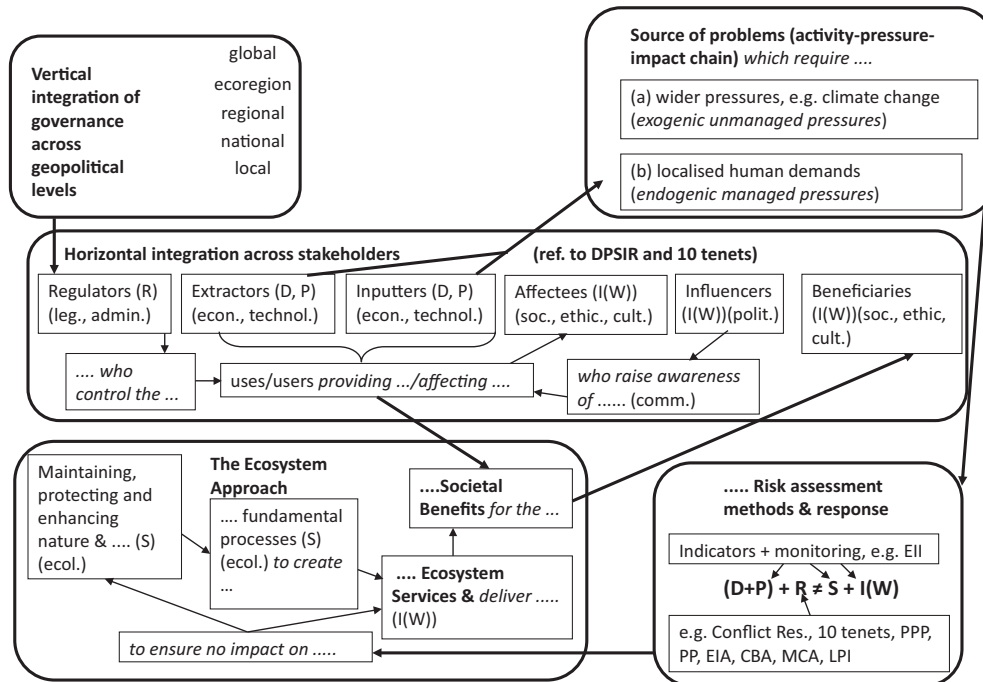 Vertical
integration of
governance
across
geopolitical
levels
global
ecoregion
regional
national
local
Source of problems (activity-pressure-
impact chain) which require ....
(a) wider pressures, e.g. climate change
(exogenic unmanaged pressures)
(b) localised human demands
(endogenic managed pressures)
Horizontal integration across stakeholders
(ref. to DPSIR and 10 tenets)
Regulators (R)
(leg., admin.)
Extractors (D, P)
(econ., technol.)
Inputters (D, P)
(econ., technol.)
Affectees (I(W))
(soc., ethic., cult.)
Influencers
(I(W))(polit.)
Beneficiaries
(I(W))(soc., ethic,
cult.)
.... who
control the ...
uses/users providing .../affecting ....
who raise awareness
of ...... (comm.)
The Ecosystem
Approach
Maintaining,
protecting and
enhancing
nature & .... (S)
(ecol.)
.... fundamental
processes (S)
(ecol.) to create
...
....Societal
Benefits for the ...
.... Ecosystem
Services & deliver .....
(I(W))
to ensure no impact on .....
..... Risk assessment
methods & response
Indicators + monitoring, e.g. EII
(D+P) + R ≠ S + I(W)
e.g. Conflict Res., 10 tenets, PPP,
PP, EIA, CBA, MCA, LPI